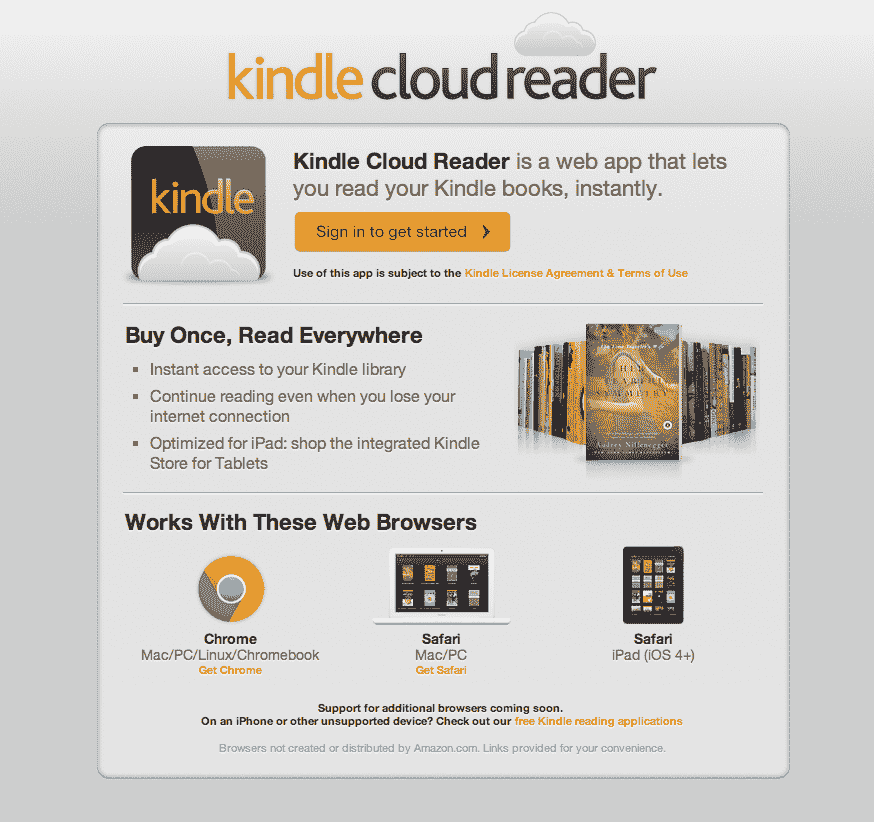 kindle cloud reader
kindle
Kindle Cloud Reader is a web app that lets
you read your Kindle books, instantly.
Sign in to get started
Use of this app is subject to the Kindle License Agreement & Terms of Use
Buy Once, Read Everywhere
Instant access to your Kindle library
Continue reading even when you lose your
internet connection
Optimized for iPad: shop the integrated Kindle
Store for Tablets
HER
FEARFUL
SYMMETRY
Audrey Niffenegger
Works With These Web Browsers
Chrome
Mac/PC/Linux/Chromebook
Get Chrome
Safari
Mac/PC
Get Safari
Safari
iPad (iOS 4+)
Support for additional browsers coming soon.
On an iPhone or other unsupported device? Check out our free Kindle reading applications
Browsers not created or distributed by Amazon.com. Links provided for your convenience.